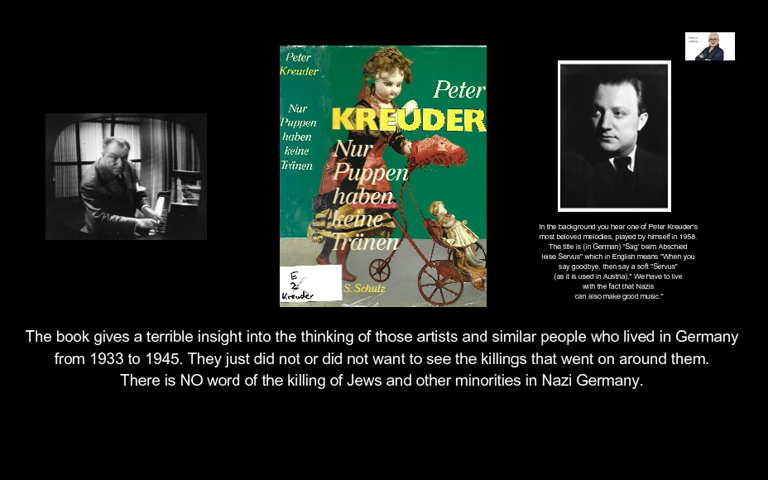 Peter
Kreuder
Nur
Puppen
haben
keine
Tränen
Peter
KREUDER
Nur
Puppen
haben
keine
Tränen
E
Kreuder
S. Schulz
In the background you hear one of Peter Kreuder's
most beloved melodies, played by himself in 1958.
The title is (in German) "Sag' beim Abschied
leise Servus" which in English means "When you
say goodbye, then say a soft "Servus"
(as it is used in Austria)." We have to live
with the fact that Nazis
can also make good music."
The book gives a terrible insight into the thinking of those artists and similar people who lived in Germany
from 1933 to 1945. They just did not or did not want to see the killings that went on around them.
There is NO word of the killing of Jews and other minorities in Nazi Germany.